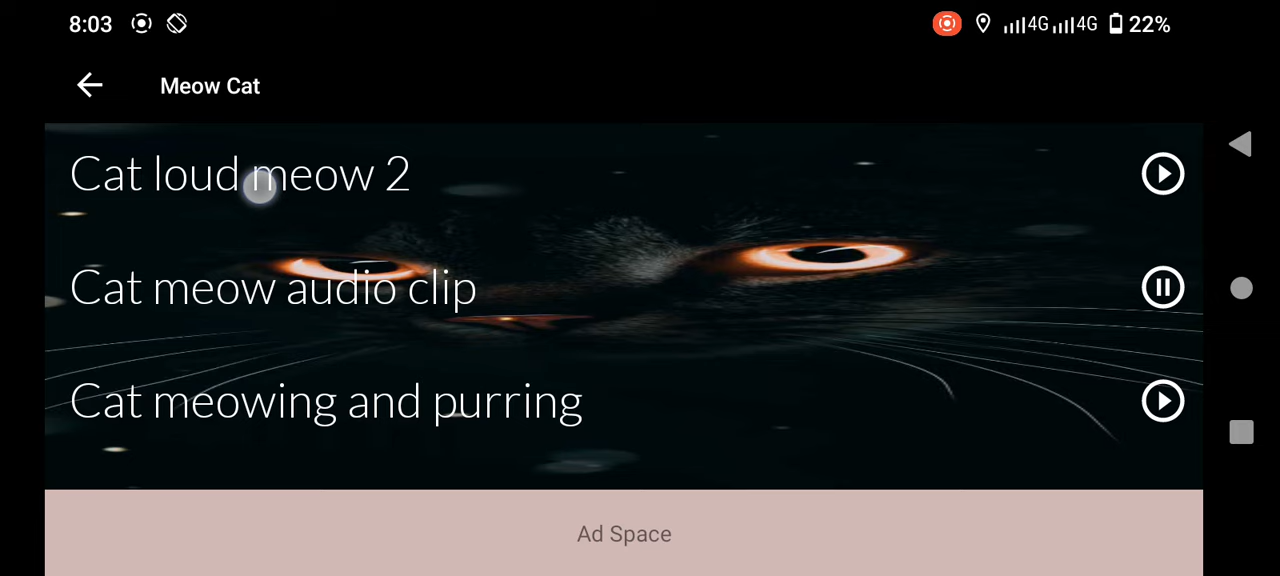 8:03 4G 4G 22%
Meow Cat
Cat loud meow 2
Cat meow audio clip
Cat meowing and purring
Ad Space